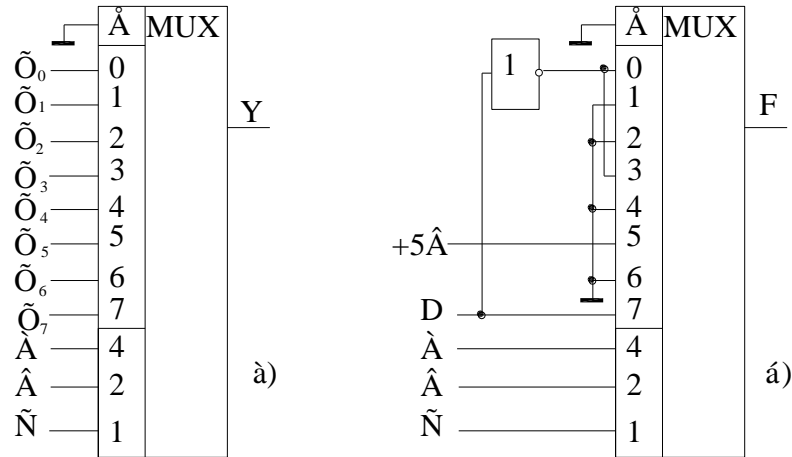 Å MUX
Õ₀ 0
Õ₁ 1
Y
Õ₂ 2
Õ₃ 3
Õ₄ 4
Õ₅ 5
Õ₆ 6
Õ₇ 7
À 4
Â 2
à)
Ñ 1
Å MUX
1 0
1
F
2
3
4
+5Â 5
6
D 7
À 4
Â 2
á)
Ñ 1